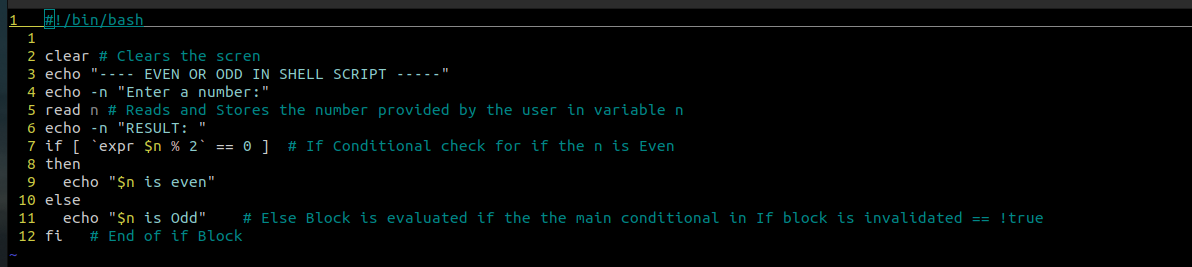 1   #!/bin/bash
  1
  2 clear # Clears the scren
  3 echo "---- EVEN OR ODD IN SHELL SCRIPT -----"
  4 echo -n "Enter a number:"
  5 read n # Reads and Stores the number provided by the user in variable n
  6 echo -n "RESULT: "
  7 if [ `expr $n % 2` == 0 ]  # If Conditional check for if the n is Even
  8 then
  9   echo "$n is even"
 10 else
 11   echo "$n is Odd"    # Else Block is evaluated if the the main conditional in If block is invalidated == !true
 12 fi   # End of if Block
~